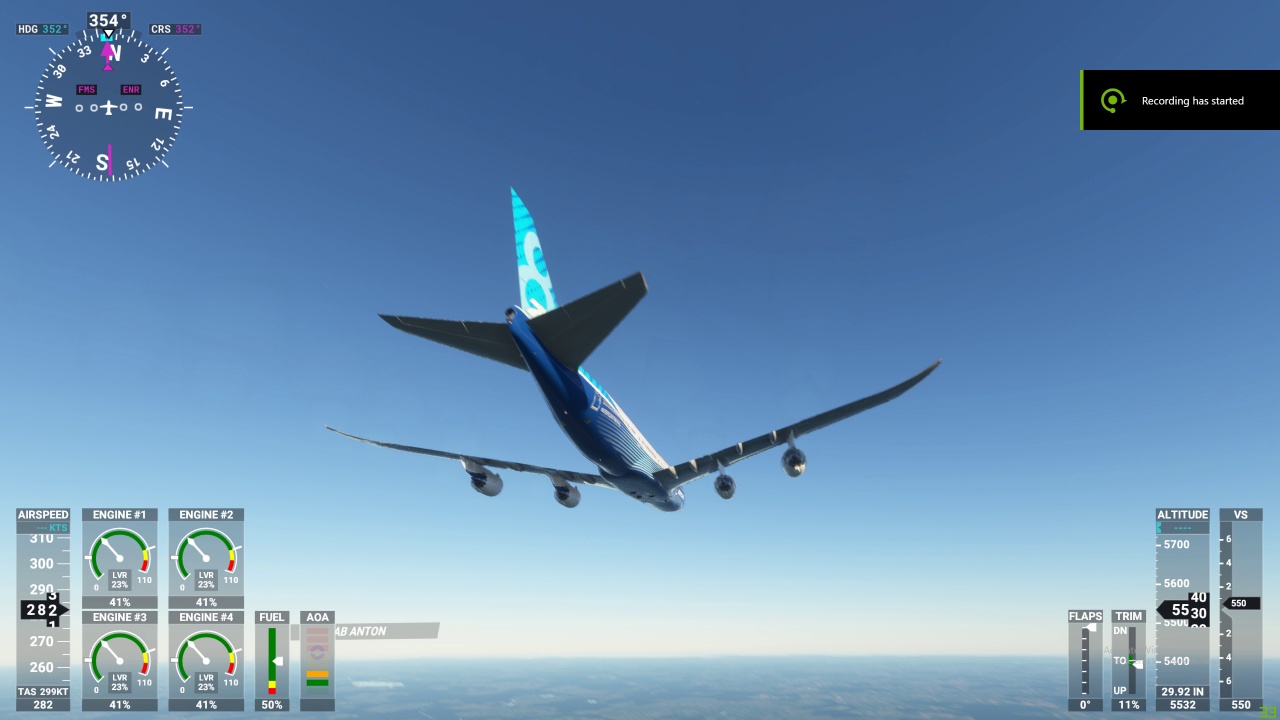 354°
HDG 352°
CRS 352°
N
33
3
30
6
FMS
ENR
W
E
24
12
21
S
15
Recording has started
AIRSPEED
--- KTS
310
300
290
282
270
260
TAS 299KT
282
ENGINE #1
LVR
23%
0
110
41%
ENGINE #2
LVR
23%
0
110
41%
ENGINE #3
LVR
23%
0
110
41%
ENGINE #4
LVR
23%
0
110
41%
FUEL
50%
AOA
AB ANTON
FLAPS
0°
TRIM
DN
TO
UP
11%
ALTITUDE
----
5700
5600
55 40
30
5500
5400
29.92 IN
5532
VS
6
4
2
550
2
4
6
550